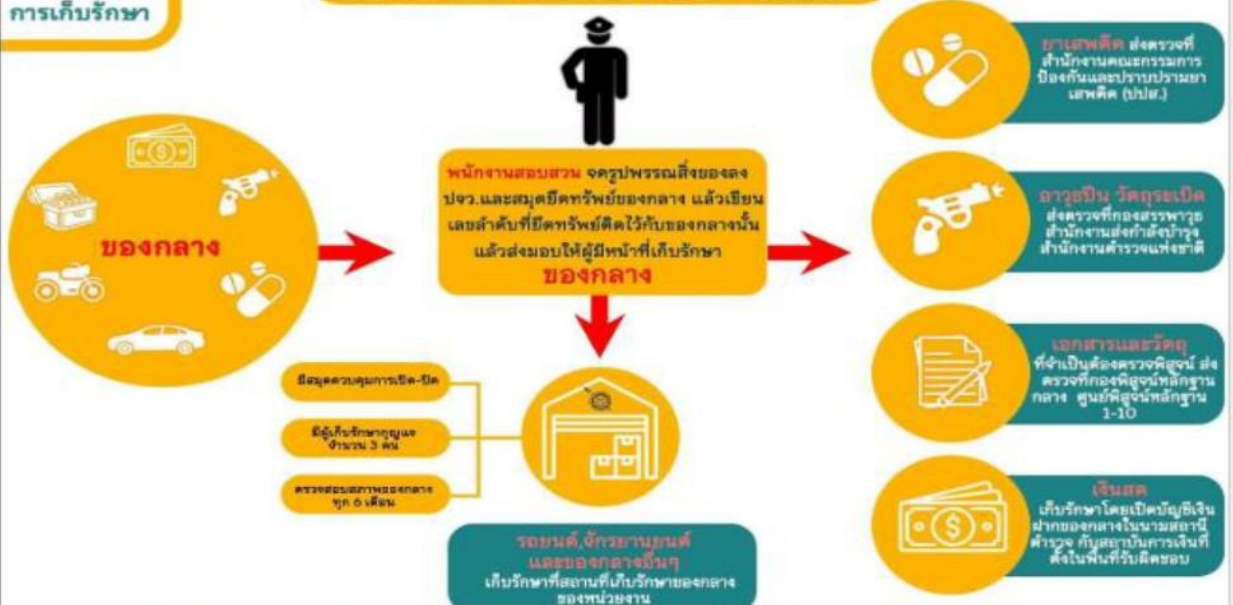 การเก็บรักษา
ของกลาง
พนักงานสอบสวน จดรูปพรรณสิ่งของลง
ปจว.และสมุดยึดทรัพย์ของกลาง แล้วเขียน
เลขลำดับที่ยึดทรัพย์ติดไว้กับของกลางนั้น
แล้วส่งมอบให้ผู้มีหน้าที่เก็บรักษา
ของกลาง
มีสมุดควบคุมการเปิด-ปิด
มีผู้เก็บรักษากุญแจ
จำนวน 3 คน
ตรวจสอบสภาพของกลาง
ทุก 6 เดือน
รถยนต์,จักรยานยนต์
และของกลางอื่นๆ
เก็บรักษาที่สถานที่เก็บรักษาของกลาง
ของหน่วยงาน
ยาเสพติด ส่งตรวจที่
สำนักงานคณะกรรมการ
ป้องกันและปราบปรามยา
เสพติด (ปปส.)
อาวุธปืน วัตถุระเบิด
ส่งตรวจที่กองสรรพาวุธ
สำนักงานส่งกำลังบำรุง
สำนักงานตำรวจแห่งชาติ
เอกสารและวัตถุ
ที่จำเป็นต้องตรวจพิสูจน์ ส่ง
ตรวจที่กองพิสูจน์หลักฐาน
กลาง ศูนย์พิสูจน์หลักฐาน
1-10
เงินสด
เก็บรักษาโดยเปิดบัญชีเงิน
ฝากของกลางในนามสถานี
ตำรวจ กับสถาบันการเงินที่
ตั้งในพื้นที่รับผิดชอบ